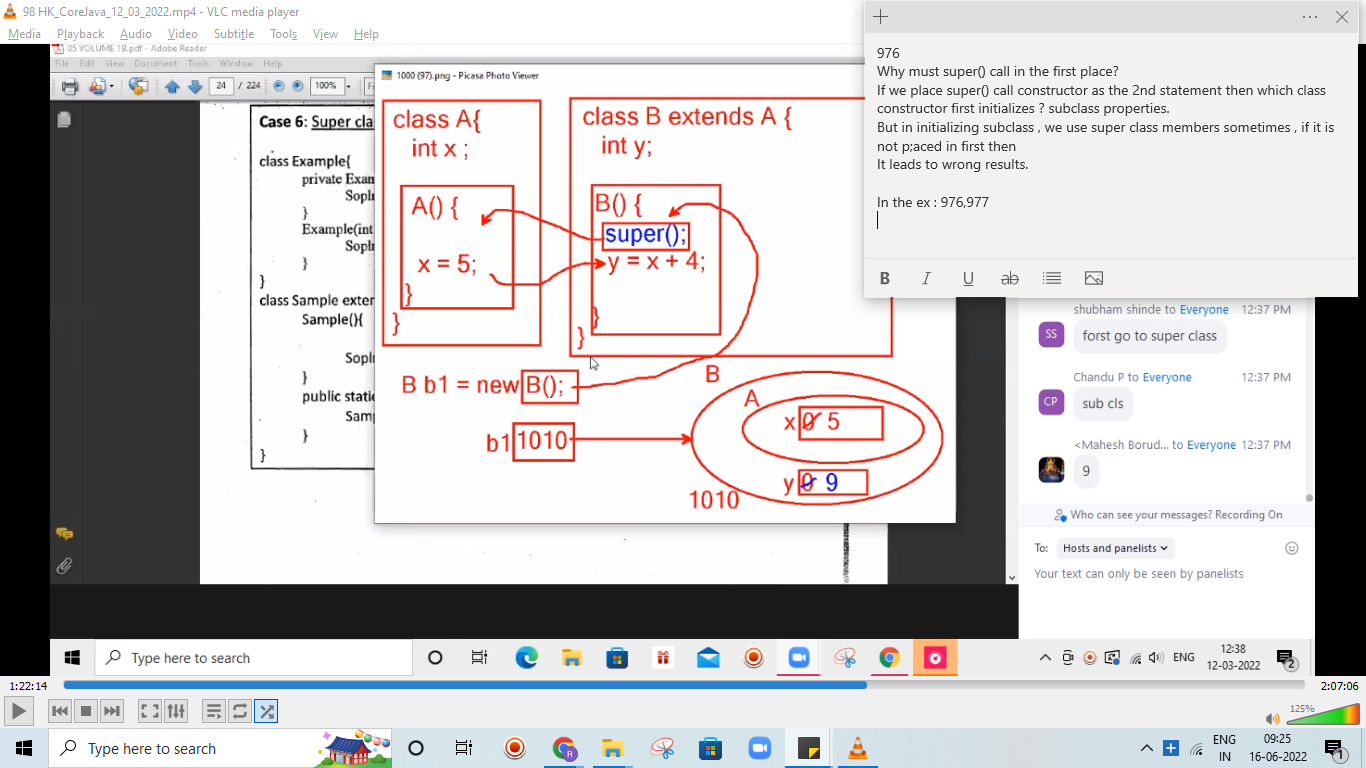 98 HK_CoreJava_12_03_2022.mp4 - VLC media player
Media Playback Audio Video Subtitle Tools View Help
05 VOLUME 1B.pdf - Adobe Reader
File Edit View Document Tools Window Help
24 / 224 100%
Case 6: Super cla
class Example{
private Exan
Sopln
}
Example(int
Sopln
}
}
class Sample exten
Sample(){
Sopln
}
public static
Samp
}
}
1000 (97).png - Picasa Photo Viewer
class A{
int x ;
A() {
x = 5;
}
}
class B extends A {
int y;
B() {
super();
y = x + 4;
}
}
B b1 = new B();
b1 1010
B
A
x 0 5
y 0 9
1010
976
Why must super() call in the first place?
If we place super() call constructor as the 2nd statement then which class
constructor first initializes ? subclass properties.
But in initializing subclass , we use super class members sometimes , if it is
not p;aced in first then
It leads to wrong results.
In the ex : 976,977
B I U ab
shubham shinde to Everyone 12:37 PM
SS
forst go to super class
Chandu P to Everyone 12:37 PM
CP
sub cls
<Mahesh Borud... to Everyone 12:37 PM
9
Who can see your messages? Recording On
To: Hosts and panelists
Your text can only be seen by panelists
Type here to search
ENG
12:38
12-03-2022
2
1:22:14
2:07:06
125%
Type here to search
R
ENG
IN
09:25
16-06-2022
1